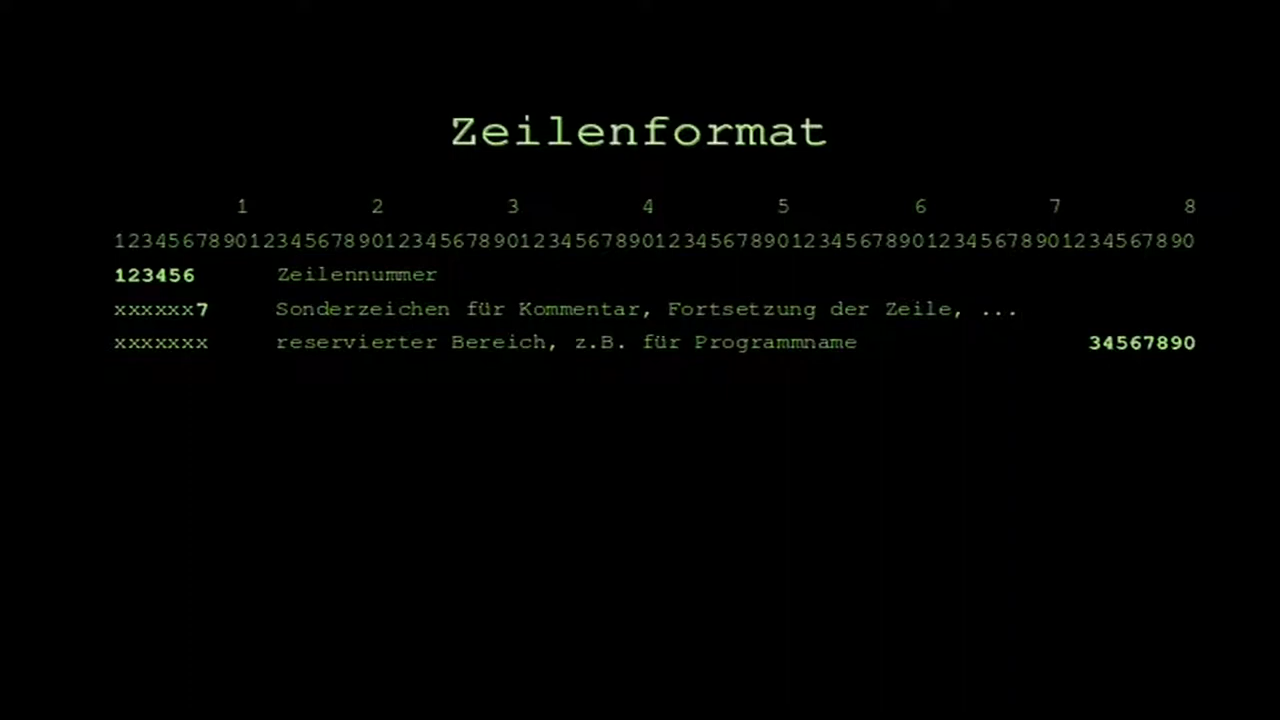 Zeilenformat
1 2 3 4 5 6 7 8
12345678901234567890123456789012345678901234567890123456789012345678901234567890
123456 Zeilennummer
xxxxxx7 Sonderzeichen für Kommentar, Fortsetzung der Zeile, ...
xxxxxxx reservierter Bereich, z.B. für Programmname 34567890